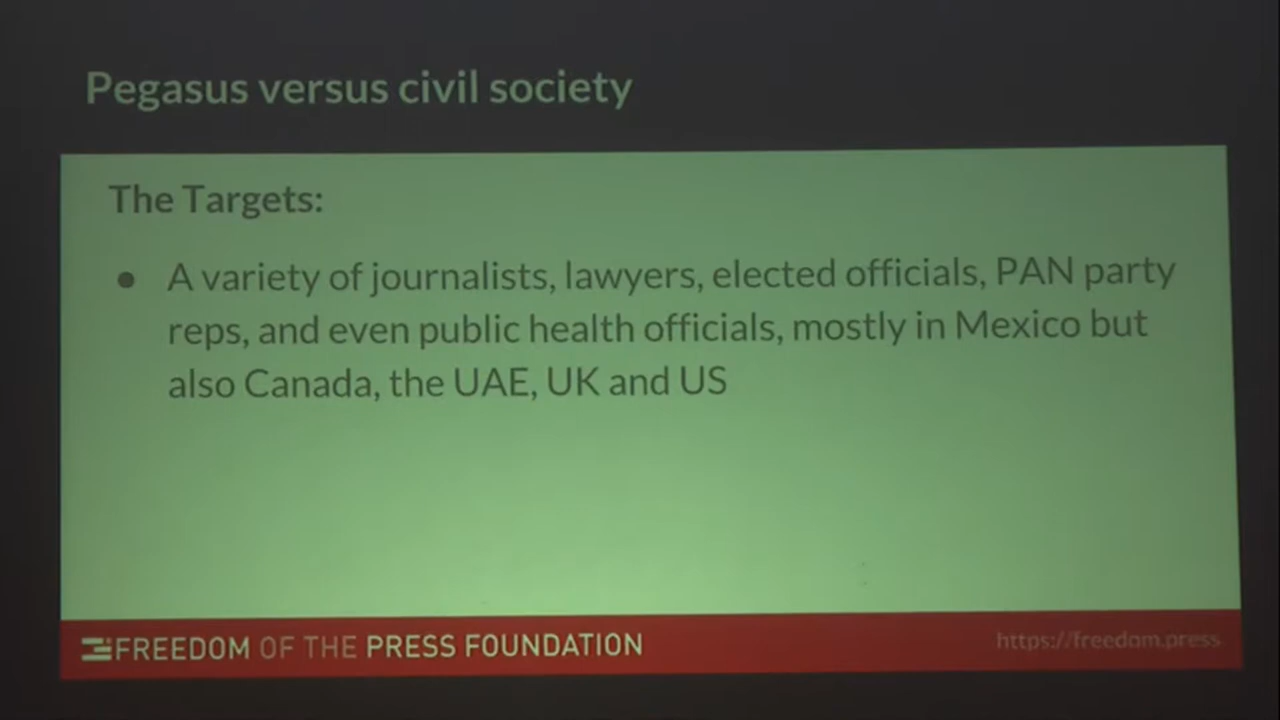 Pegasus versus civil society
The Targets:
● A variety of journalists, lawyers, elected officials, PAN party
reps, and even public health officials, mostly in Mexico but
also Canada, the UAE, UK and US
FREEDOM OF THE PRESS FOUNDATION
https://freedom.press